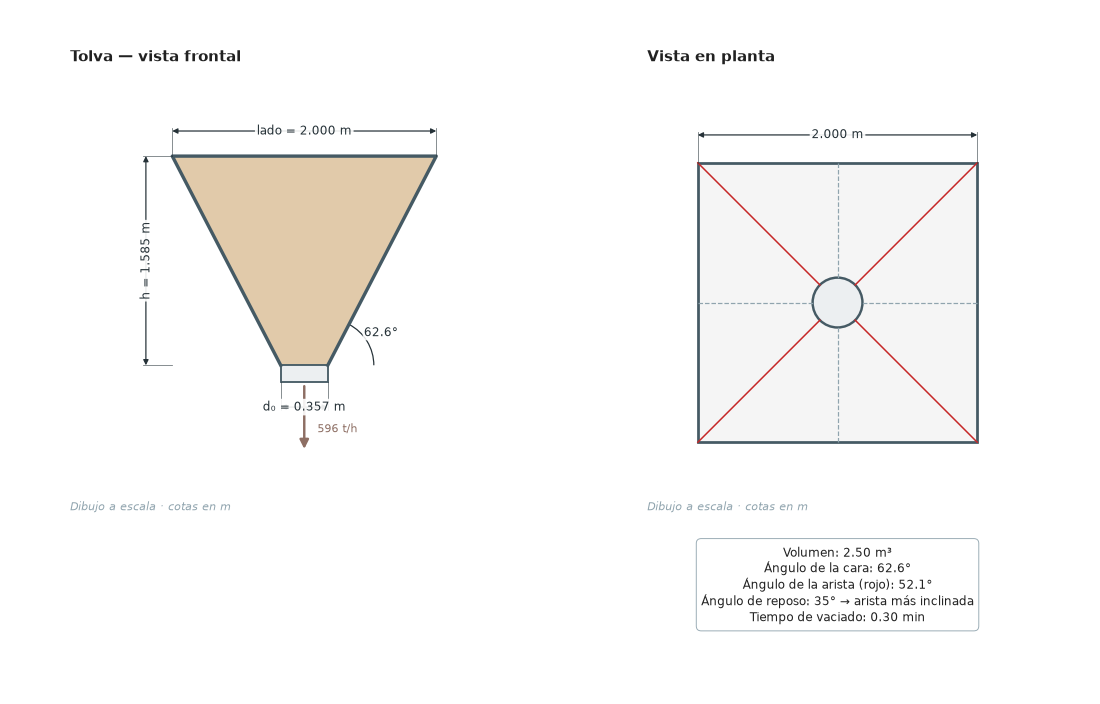 Tolva — vista frontal
lado = 2.000 m
h = 1.585 m
62.6°
d₀ = 0.357 m
596 t/h
Dibujo a escala · cotas en m
Vista en planta
2.000 m
Dibujo a escala · cotas en m
Volumen: 2.50 m³
Ángulo de la cara: 62.6°
Ángulo de la arista (rojo): 52.1°
Ángulo de reposo: 35° → arista más inclinada
Tiempo de vaciado: 0.30 min